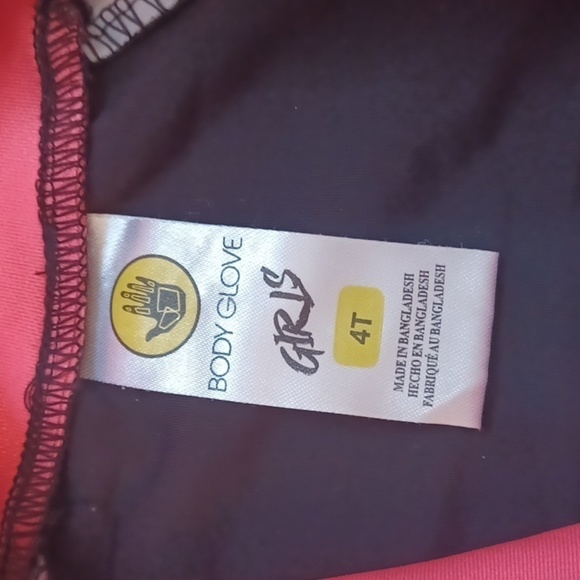 BODY GLOVE
GIRLS
4T
MADE IN BANGLADESH
HECHO EN BANGLADESH
FABRIQUÉ AU BANGLADESH